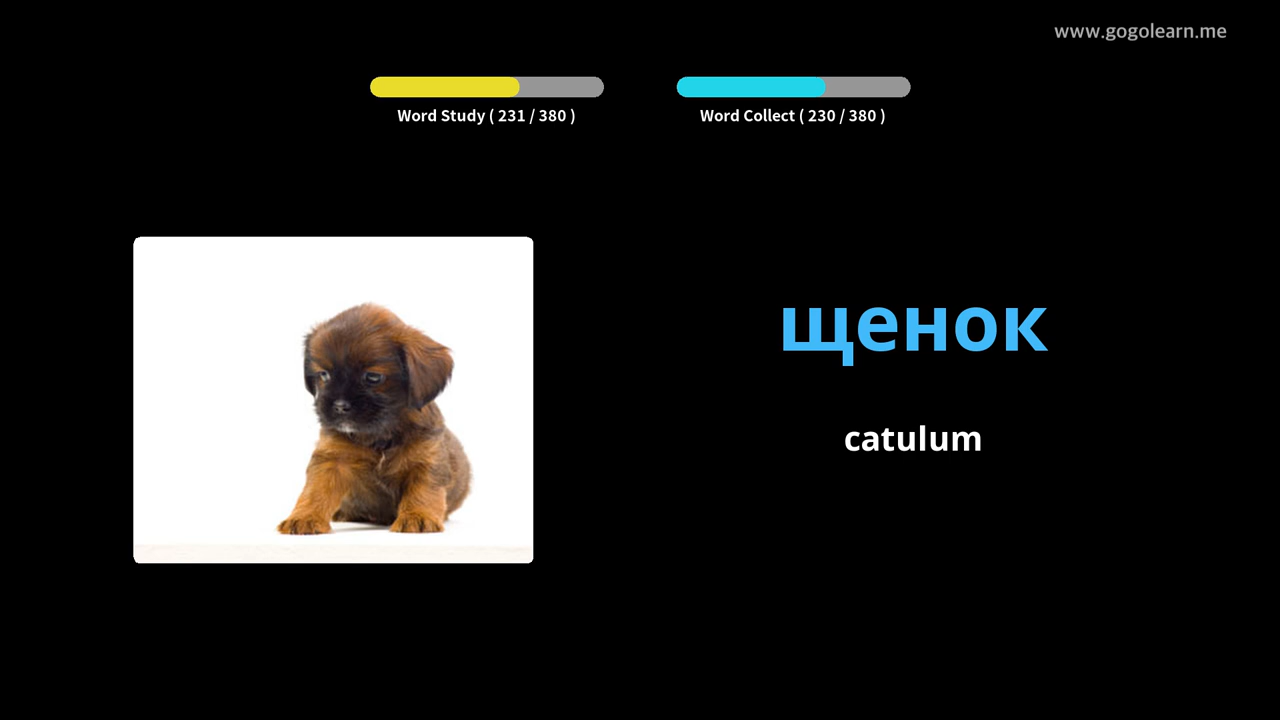 www.gogolearn.me
Word Study ( 231 / 380 )
Word Collect ( 230 / 380 )
щенок
catulum